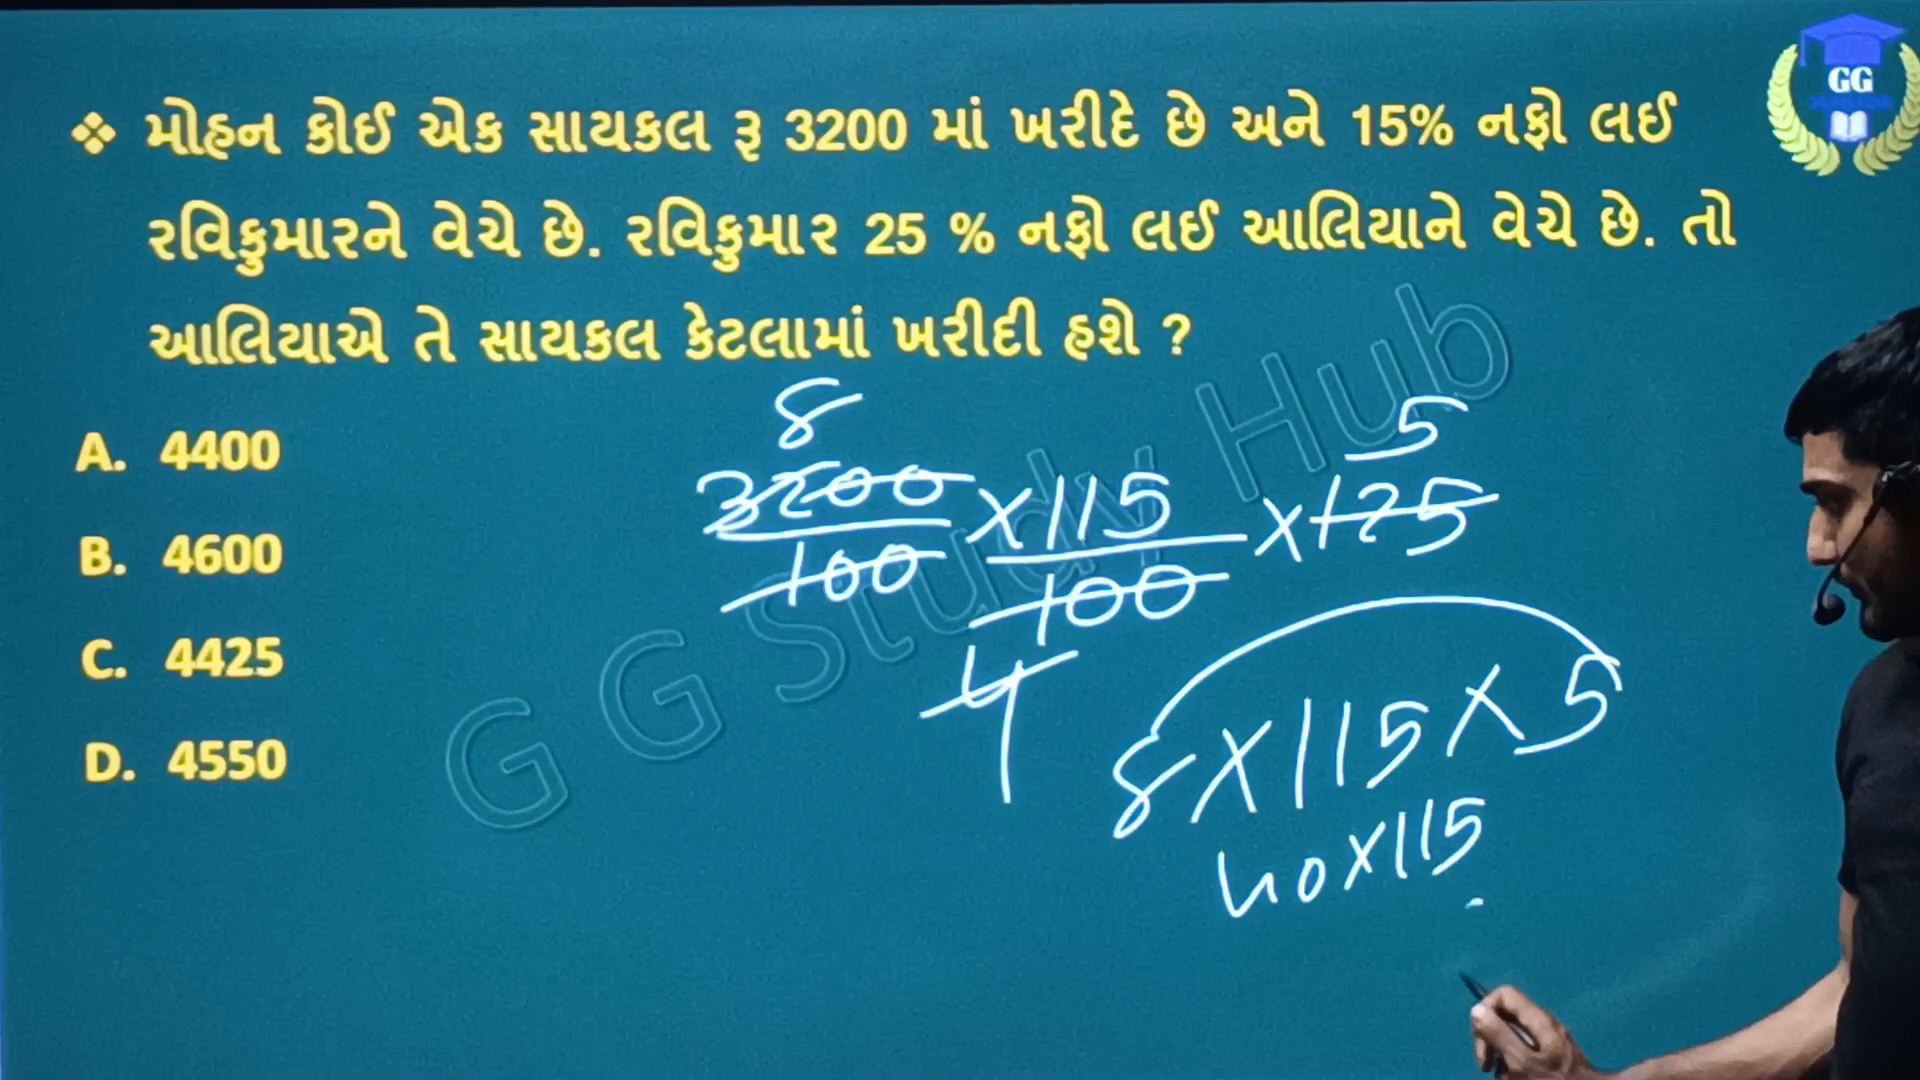 GG
❖ મોહન કોઈ એક સાયકલ રૂ 3200 માં ખરીદે છે અને 15% નફો લઈ
રવિકુમારને વેચે છે. રવિકુમાર 25 % નફો લઈ આલિયાને વેચે છે. તો
આલિયાએ તે સાયકલ કેટલામાં ખરીદી હશે ?
A. 4400
B. 4600
C. 4425
D. 4550
8
5
3200 × 115 × 125
100 100
4
8 × 115 × 5
40 × 115
G G Study Hub